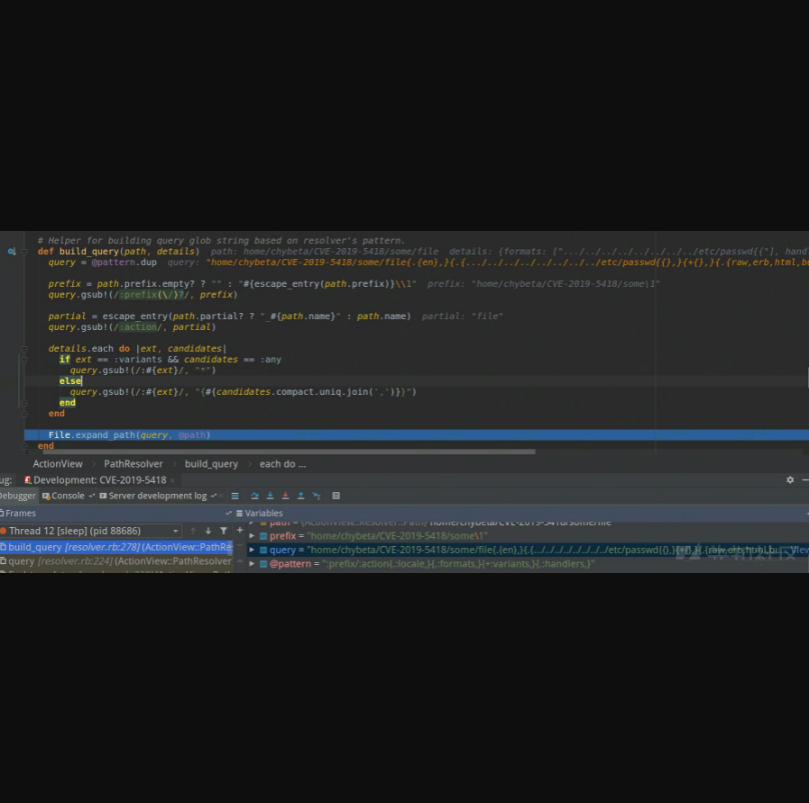 # Helper for building query glob string based on resolver's pattern.
def build_query(path, details)  path: home/chybeta/CVE-2019-5418/some/file  details: {formats: [".../../../../../../../../etc/passwd{{"], hand
query = @pattern.dup  query: "home/chybeta/CVE-2019-5418/some/file{.{en},}{.{.../../../../../../../../etc/passwd{{},}{+{},}{.{raw,erb,html,bu
prefix = path.prefix.empty? ? "" : "#{escape_entry(path.prefix)}\\1"  prefix: "home/chybeta/CVE-2019-5418/some\1"
query.gsub!(/:prefix(\/)?/, prefix)
partial = escape_entry(path.partial? ? "_#{path.name}" : path.name)  partial: "file"
query.gsub!(/:action/, partial)
details.each do |ext, candidates|
if ext == :variants && candidates == :any
query.gsub!(/:#{ext}/, "*")
else
query.gsub!(/:#{ext}/, "{#{candidates.compact.uniq.join(',')}}")
end
end
File.expand_path(query, @path)
end
ActionView PathResolver build_query each do ...
ug: Development: CVE-2019-5418
Debugger Console Server development log
Frames Variables
Thread 12 [sleep] (pid 88686)
path = {ActionView::Resolver::Path} home/chybeta/CVE-2019-5418/some/file
prefix = "home/chybeta/CVE-2019-5418/some\1"
build_query [resolver.rb:278] (ActionView::PathRe
query = "home/chybeta/CVE-2019-5418/some/file{.{en},}{.{.../../../../../../../../etc/passwd{{},}{+{},}{.{raw,erb,html,bu...
query [resolver.rb:224] (ActionView::PathResolver
@pattern = ":prefix/:action{.:locale,}{.:formats,}{+:variants,}{.:handlers,}"